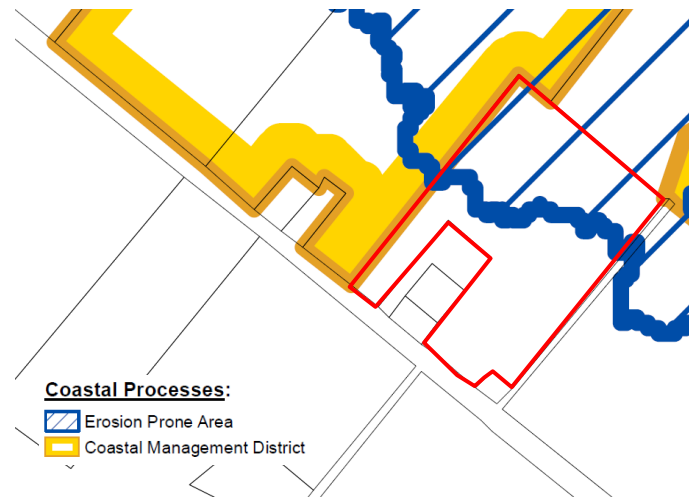 Coastal Processes:
Erosion Prone Area
Coastal Management District